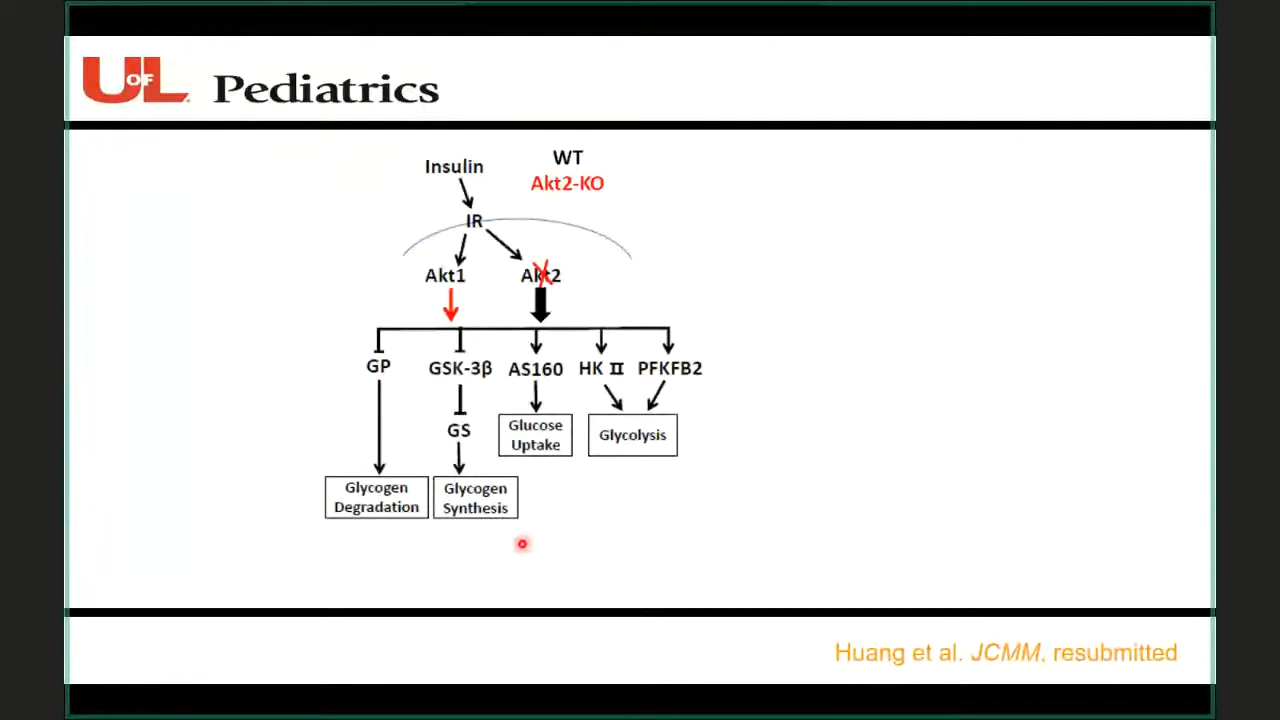 UOFL Pediatrics
Insulin
WT
Akt2-KO
IR
Akt1
Akt2
GP
GSK-3β
AS160
HK II
PFKFB2
GS
Glucose
Uptake
Glycolysis
Glycogen
Degradation
Glycogen
Synthesis
Huang et al. JCMM, resubmitted